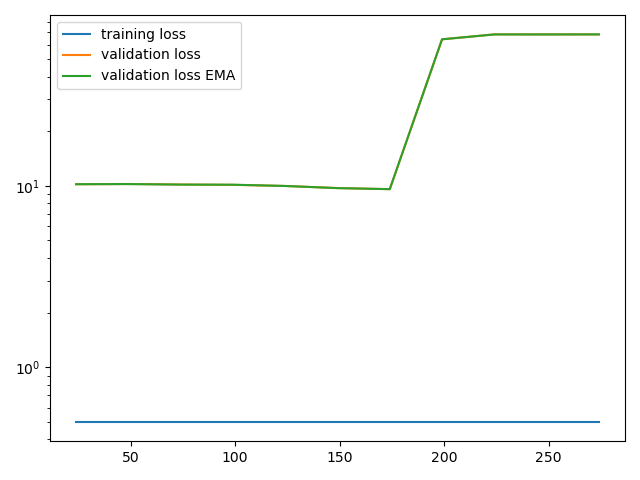 training loss
validation loss
validation loss EMA
10¹
10⁰
50 100 150 200 250